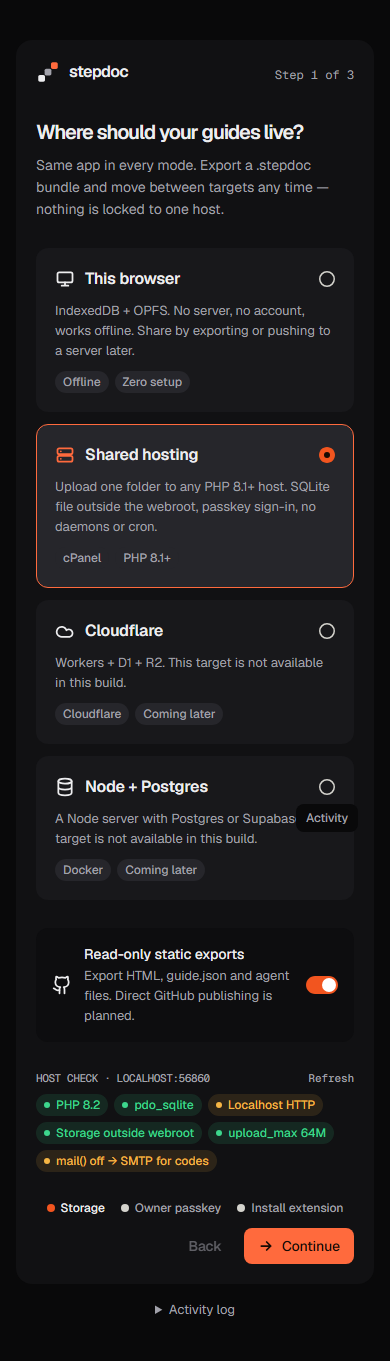 stepdoc
Step 1 of 3
Where should your guides live?
Same app in every mode. Export a .stepdoc
bundle and move between targets any time —
nothing is locked to one host.
This browser
IndexedDB + OPFS. No server, no account,
works offline. Share by exporting or pushing to
a server later.
Offline
Zero setup
Shared hosting
Upload one folder to any PHP 8.1+ host. SQLite
file outside the webroot, passkey sign-in, no
daemons or cron.
cPanel
PHP 8.1+
Cloudflare
Workers + D1 + R2. This target is not available
in this build.
Cloudflare
Coming later
Node + Postgres
A Node server with Postgres or Supabas
Activity
target is not available in this build.
Docker
Coming later
Read-only static exports
Export HTML, guide.json and agent
files. Direct GitHub publishing is
planned.
HOST CHECK · LOCALHOST:56860
Refresh
PHP 8.2
pdo_sqlite
Localhost HTTP
Storage outside webroot
upload_max 64M
mail() off → SMTP for codes
Storage
Owner passkey
Install extension
Back
→ Continue
▶ Activity log